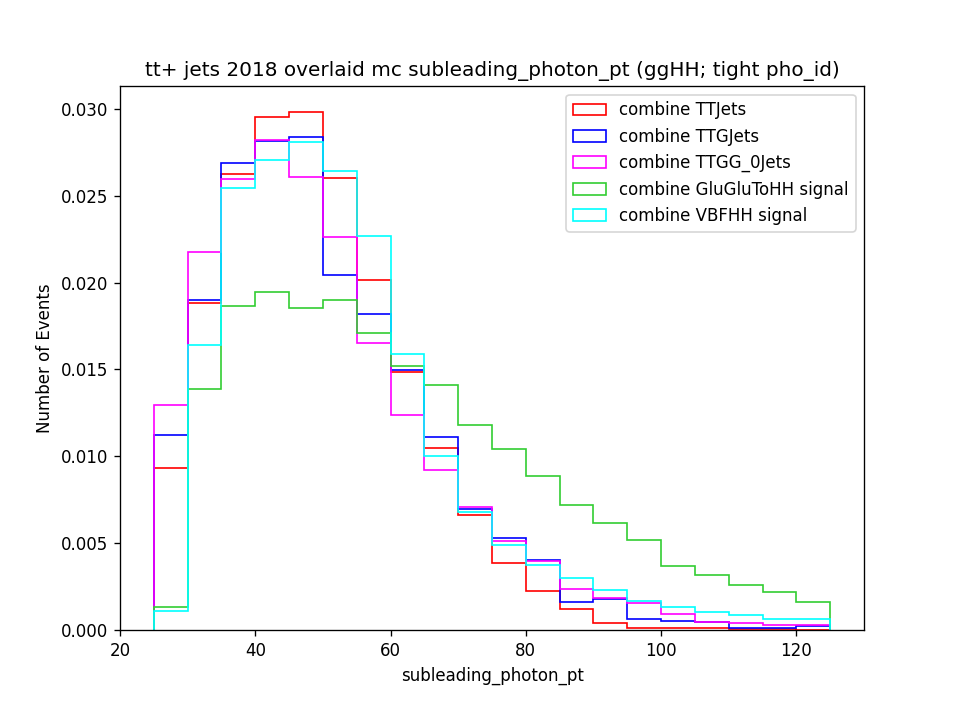 tt+ jets 2018 overlaid mc subleading_photon_pt (ggHH; tight pho_id)
combine TTJets
combine TTGJets
combine TTGG_0Jets
combine GluGluToHH signal
combine VBFHH signal
Number of Events
0.030
0.025
0.020
0.015
0.010
0.005
0.000
20 40 60 80 100 120
subleading_photon_pt